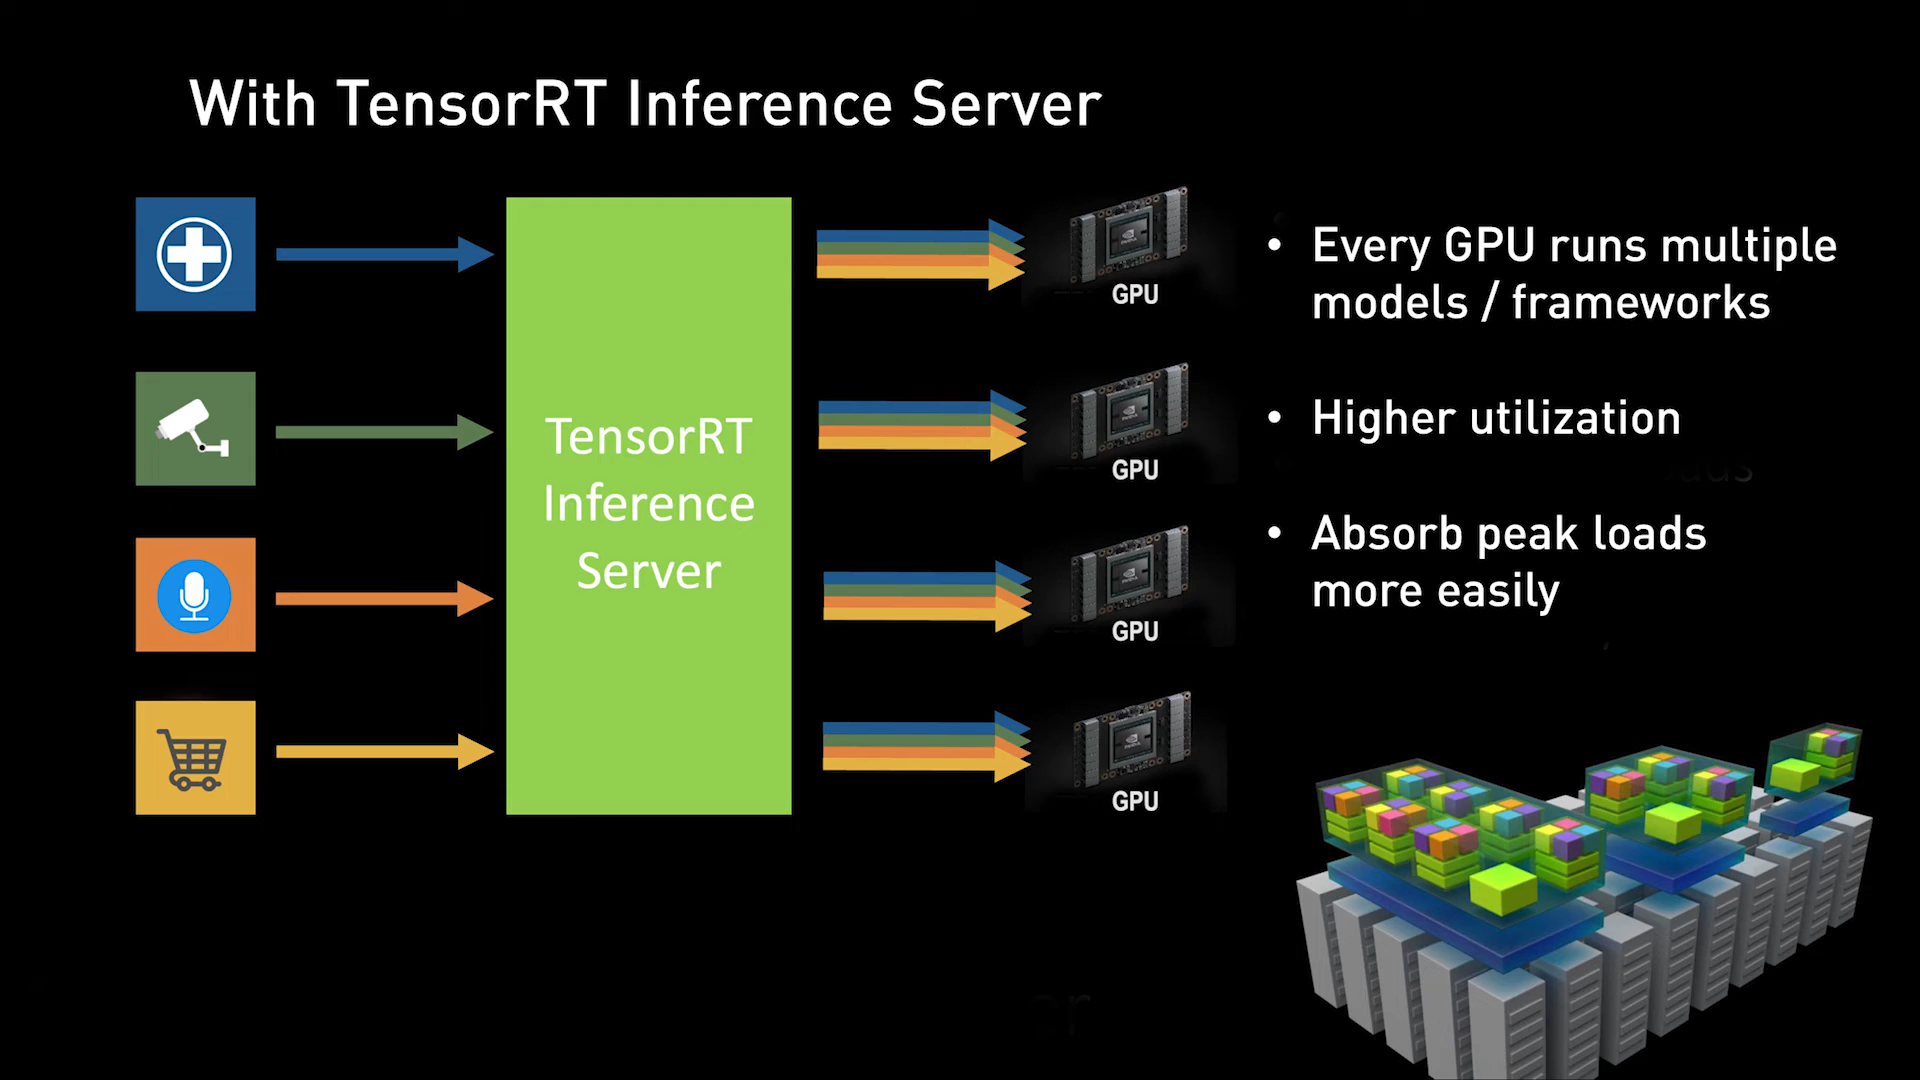 With TensorRT Inference Server
TensorRT
Inference
Server
GPU
GPU
GPU
GPU
• Every GPU runs multiple
models / frameworks
• Higher utilization
• Absorb peak loads
more easily